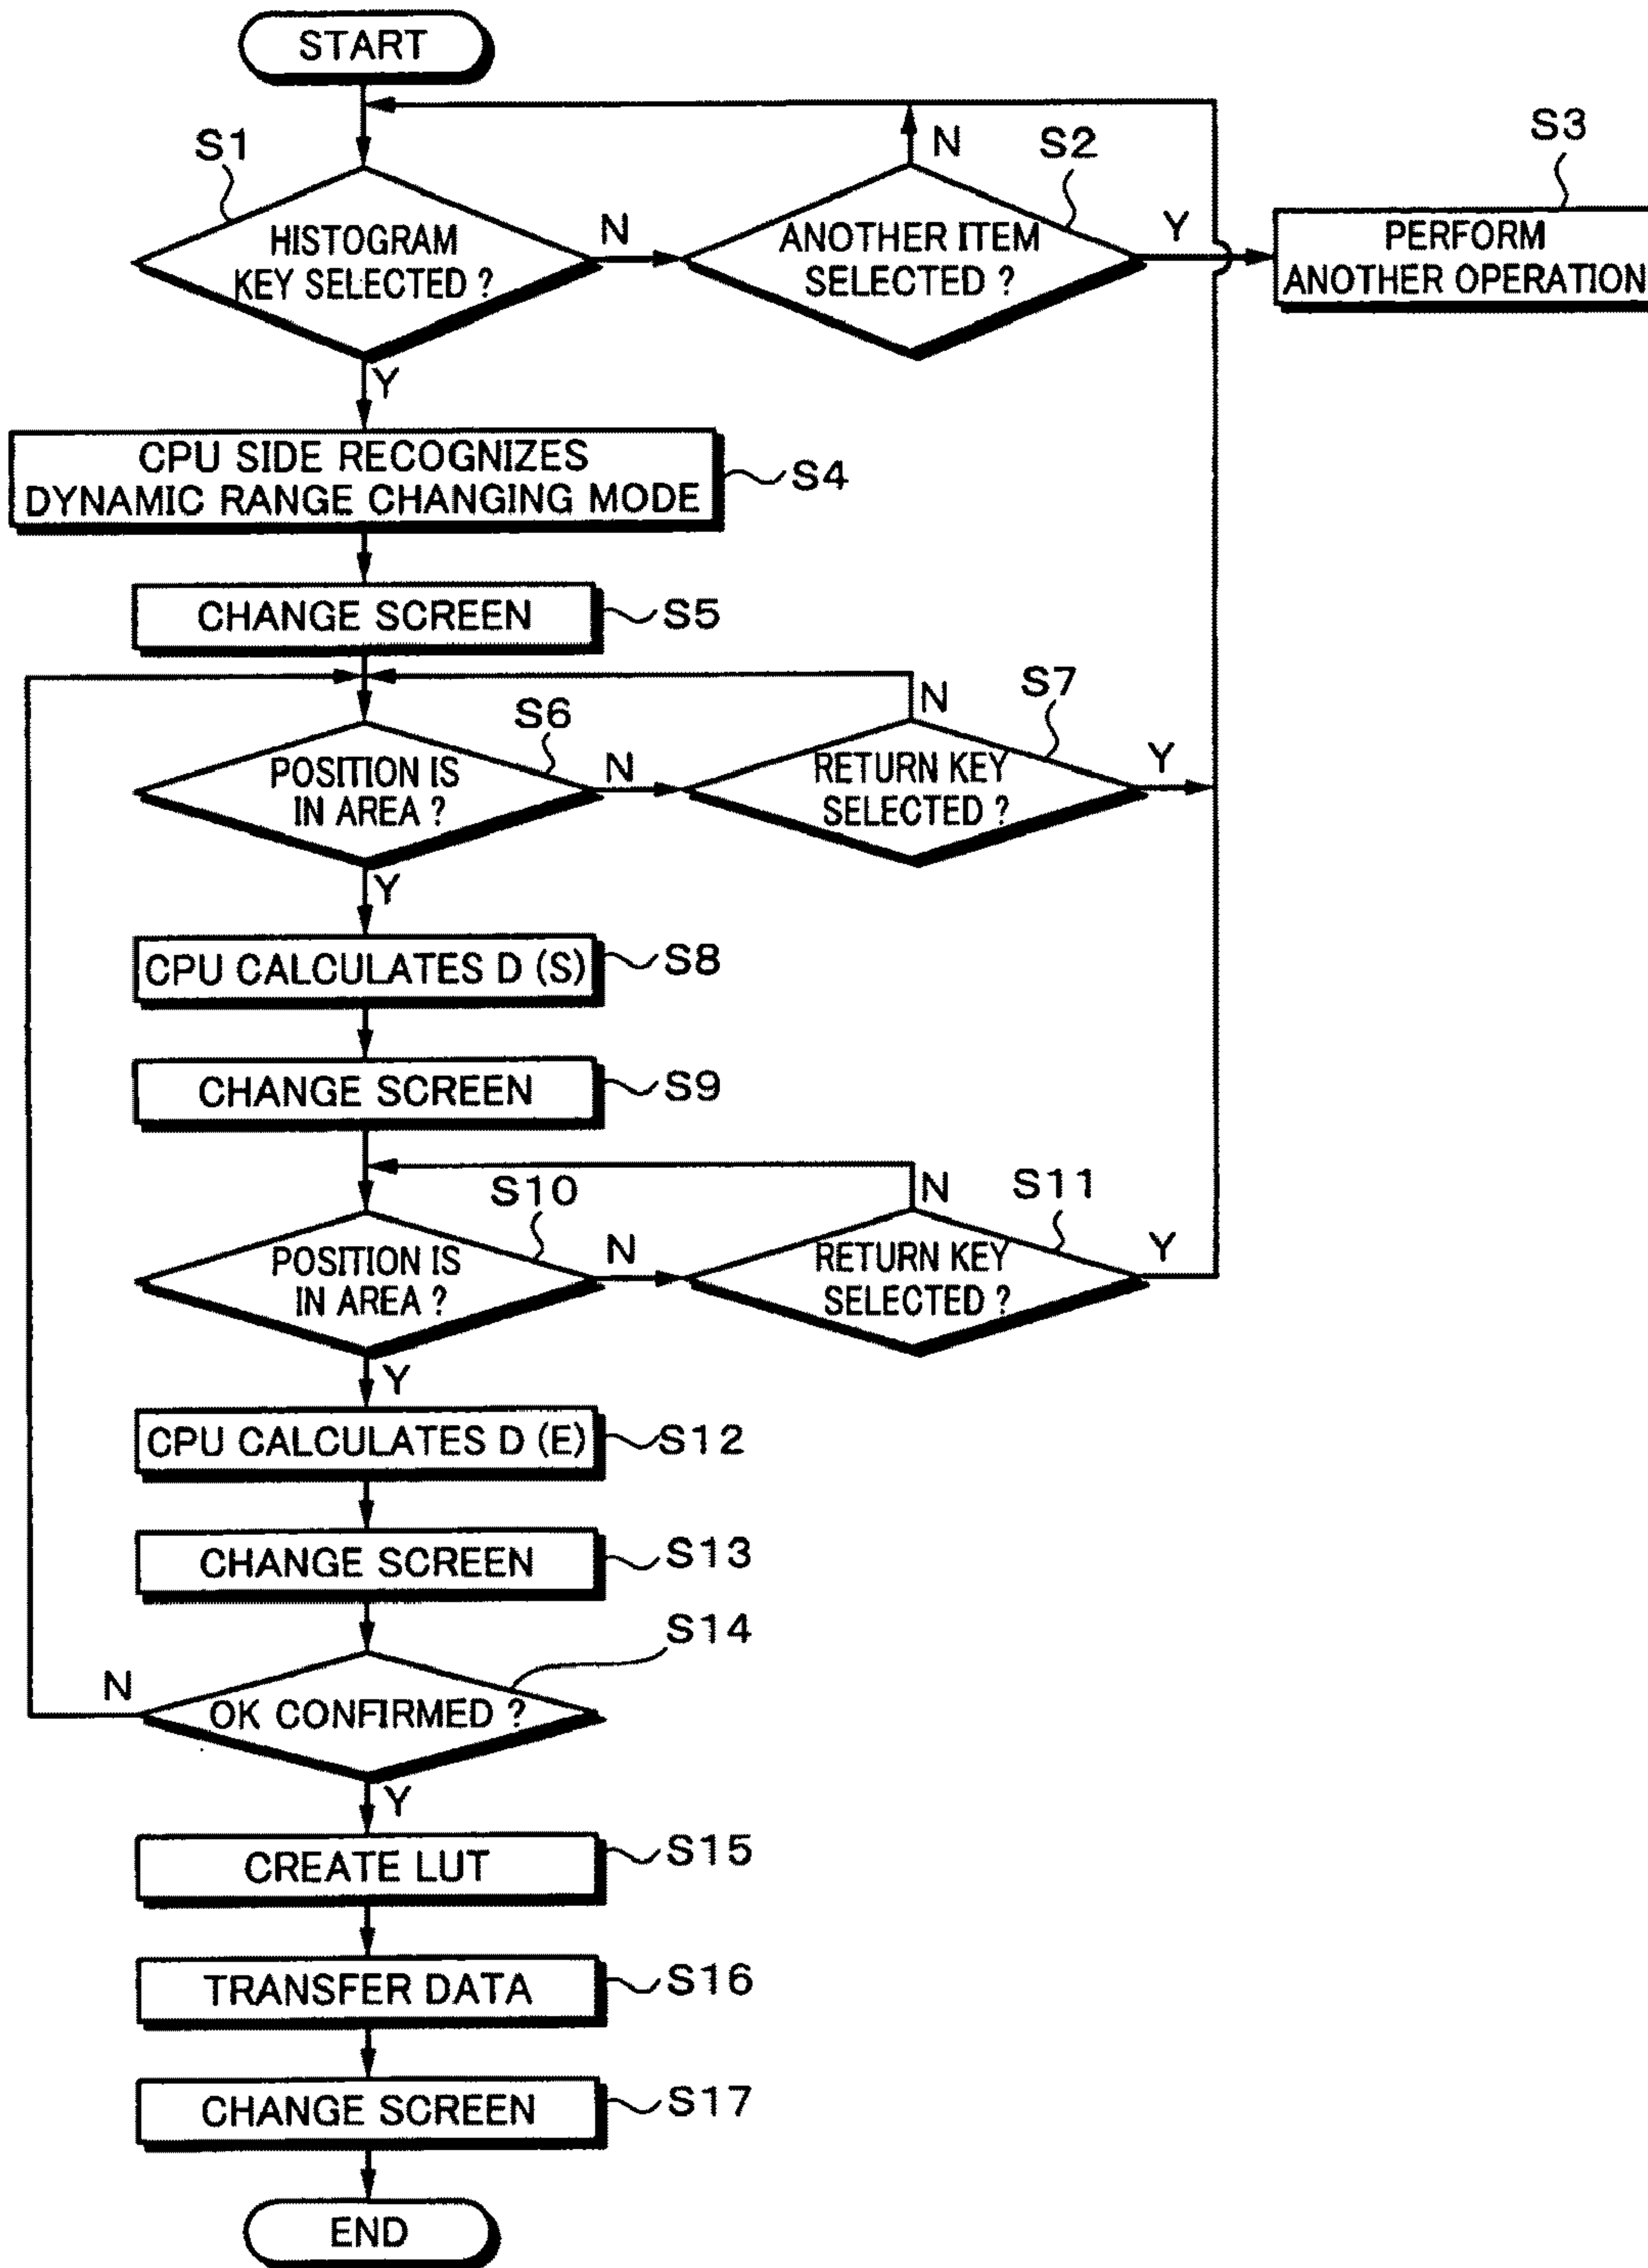 START
S1
N
S2
S3
HISTOGRAM
KEY SELECTED ?
N
ANOTHER ITEM
SELECTED ?
Y
PERFORM
ANOTHER OPERATION
Y
CPU SIDE RECOGNIZES
DYNAMIC RANGE CHANGING MODE
S4
CHANGE SCREEN
S5
S6
N
S7
POSITION IS
IN AREA ?
N
RETURN KEY
SELECTED ?
Y
Y
CPU CALCULATES D (S)
S8
CHANGE SCREEN
S9
S10
N
S11
POSITION IS
IN AREA ?
N
RETURN KEY
SELECTED ?
Y
Y
CPU CALCULATES D (E)
S12
CHANGE SCREEN
S13
S14
N
OK CONFIRMED ?
Y
CREATE LUT
S15
TRANSFER DATA
S16
CHANGE SCREEN
S17
END